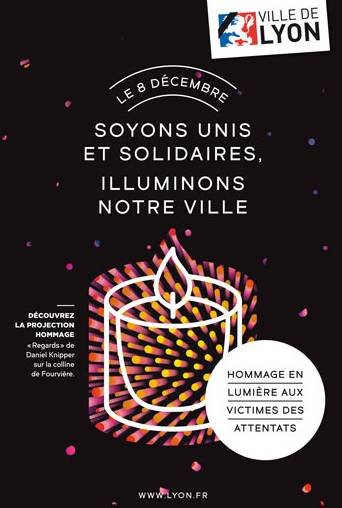 VILLE DE
LYON
LE 8 DÉCEMBRE
SOYONS UNIS
ET SOLIDAIRES,
ILLUMINONS
NOTRE VILLE
DÉCOUVREZ
LA PROJECTION
HOMMAGE
« Regards » de
Daniel Knipper
sur la colline
de Fourvière.
HOMMAGE EN
LUMIÈRE AUX
VICTIMES DES
ATTENTATS
WWW.LYON.FR